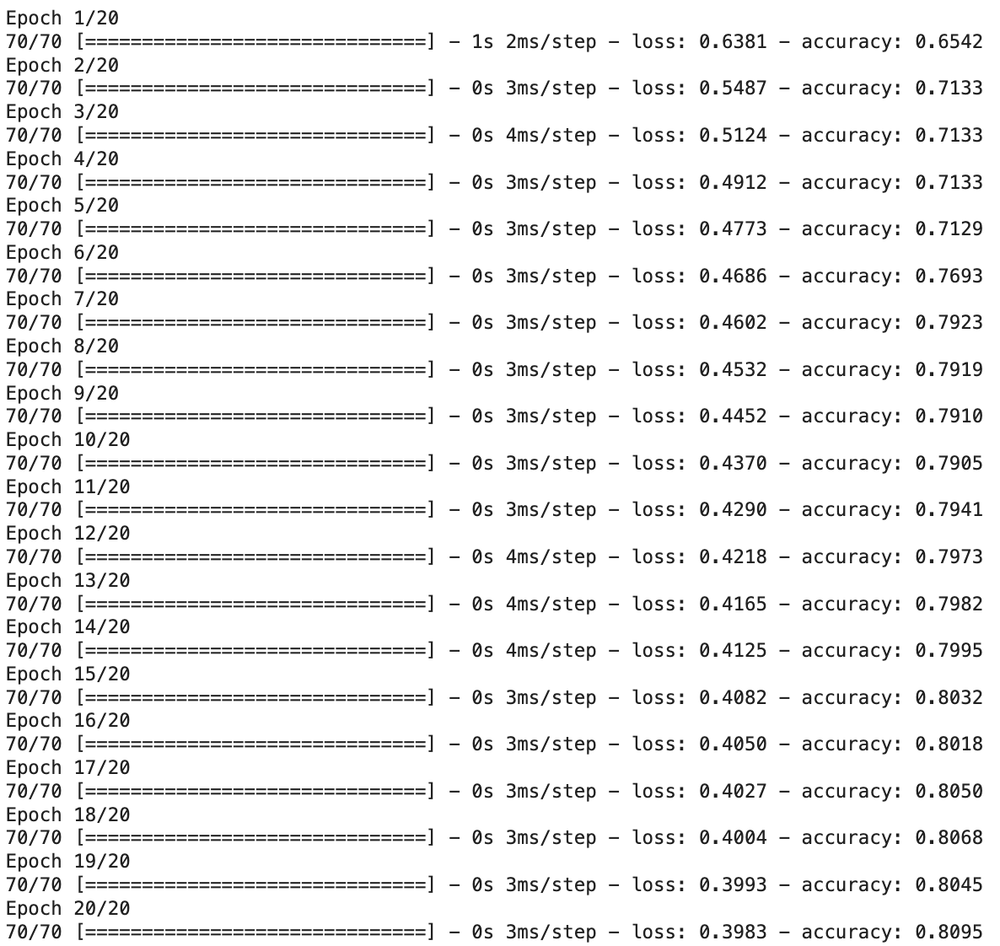 Epoch 1/20
70/70 [==============================] - 1s 2ms/step - loss: 0.6381 - accuracy: 0.6542
Epoch 2/20
70/70 [==============================] - 0s 3ms/step - loss: 0.5487 - accuracy: 0.7133
Epoch 3/20
70/70 [==============================] - 0s 4ms/step - loss: 0.5124 - accuracy: 0.7133
Epoch 4/20
70/70 [==============================] - 0s 3ms/step - loss: 0.4912 - accuracy: 0.7133
Epoch 5/20
70/70 [==============================] - 0s 3ms/step - loss: 0.4773 - accuracy: 0.7129
Epoch 6/20
70/70 [==============================] - 0s 3ms/step - loss: 0.4686 - accuracy: 0.7693
Epoch 7/20
70/70 [==============================] - 0s 3ms/step - loss: 0.4602 - accuracy: 0.7923
Epoch 8/20
70/70 [==============================] - 0s 3ms/step - loss: 0.4532 - accuracy: 0.7919
Epoch 9/20
70/70 [==============================] - 0s 3ms/step - loss: 0.4452 - accuracy: 0.7910
Epoch 10/20
70/70 [==============================] - 0s 3ms/step - loss: 0.4370 - accuracy: 0.7905
Epoch 11/20
70/70 [==============================] - 0s 3ms/step - loss: 0.4290 - accuracy: 0.7941
Epoch 12/20
70/70 [==============================] - 0s 4ms/step - loss: 0.4218 - accuracy: 0.7973
Epoch 13/20
70/70 [==============================] - 0s 4ms/step - loss: 0.4165 - accuracy: 0.7982
Epoch 14/20
70/70 [==============================] - 0s 4ms/step - loss: 0.4125 - accuracy: 0.7995
Epoch 15/20
70/70 [==============================] - 0s 3ms/step - loss: 0.4082 - accuracy: 0.8032
Epoch 16/20
70/70 [==============================] - 0s 3ms/step - loss: 0.4050 - accuracy: 0.8018
Epoch 17/20
70/70 [==============================] - 0s 3ms/step - loss: 0.4027 - accuracy: 0.8050
Epoch 18/20
70/70 [==============================] - 0s 3ms/step - loss: 0.4004 - accuracy: 0.8068
Epoch 19/20
70/70 [==============================] - 0s 3ms/step - loss: 0.3993 - accuracy: 0.8045
Epoch 20/20
70/70 [==============================] - 0s 3ms/step - loss: 0.3983 - accuracy: 0.8095